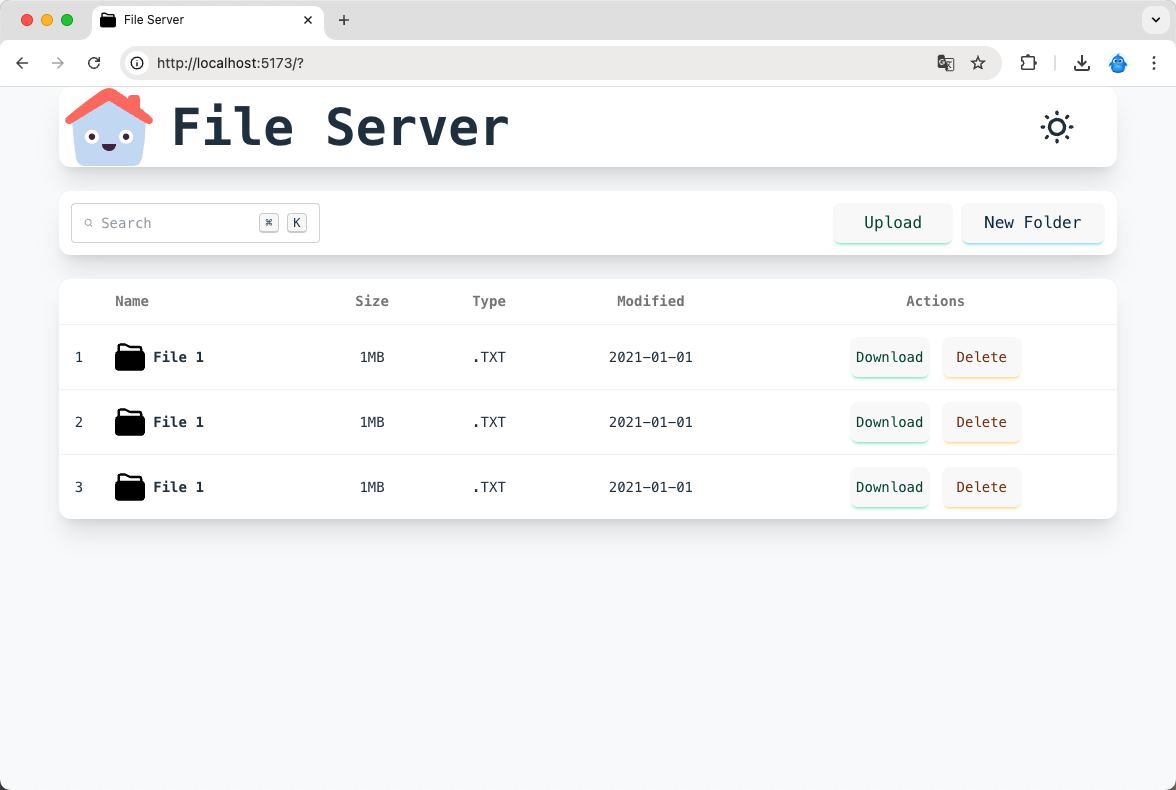 File Server
http://localhost:5173/?
File Server
Search ⌘ K
Upload New Folder
Name Size Type Modified Actions
1 File 1 1MB .TXT 2021-01-01 Download Delete
2 File 1 1MB .TXT 2021-01-01 Download Delete
3 File 1 1MB .TXT 2021-01-01 Download Delete